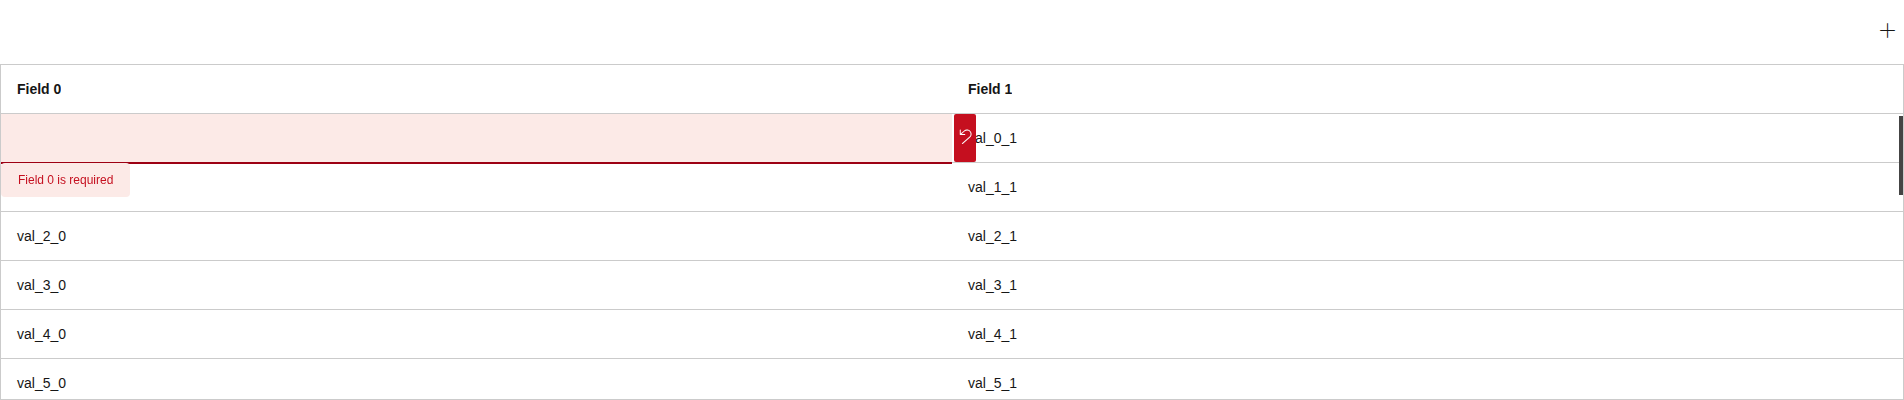 Field 0 Field 1
al_0_1
Field 0 is required
val_1_1
val_2_0 val_2_1
val_3_0 val_3_1
val_4_0 val_4_1
val_5_0 val_5_1